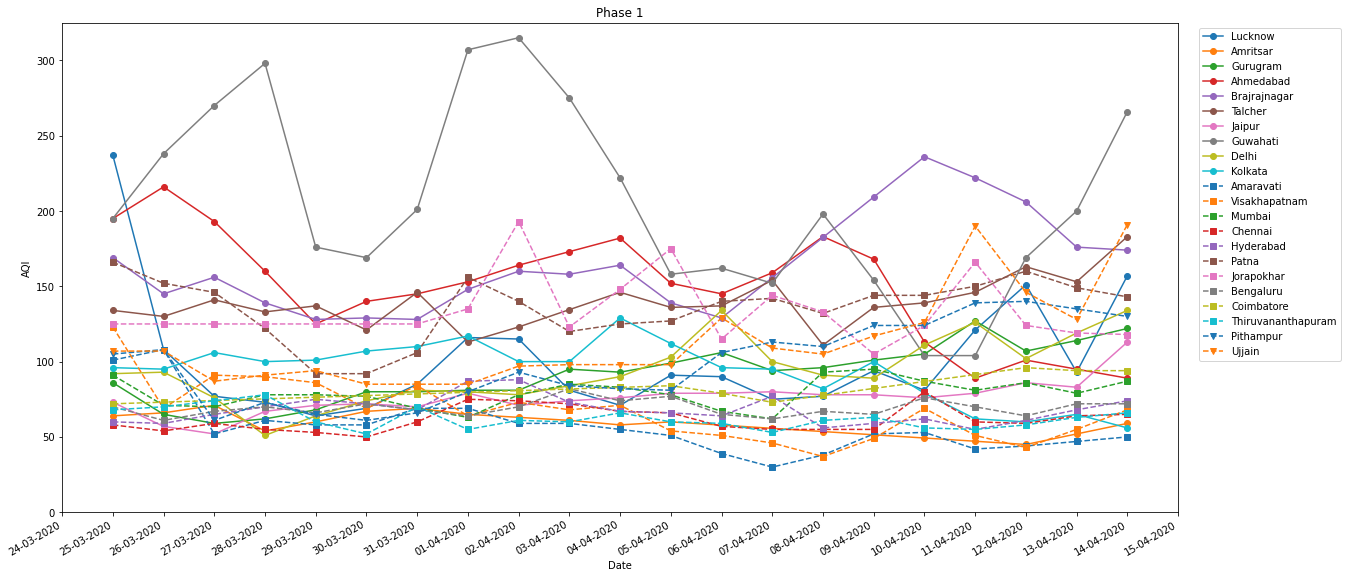 Phase 1
AQI
300
250
200
150
100
50
0
24-03-2020
25-03-2020
26-03-2020
27-03-2020
28-03-2020
29-03-2020
30-03-2020
31-03-2020
01-04-2020
02-04-2020
03-04-2020
04-04-2020
05-04-2020
06-04-2020
07-04-2020
08-04-2020
09-04-2020
10-04-2020
11-04-2020
12-04-2020
13-04-2020
14-04-2020
15-04-2020
Date
Lucknow
Amritsar
Gurugram
Ahmedabad
Brajrajnagar
Talcher
Jaipur
Guwahati
Delhi
Kolkata
Amaravati
Visakhapatnam
Mumbai
Chennai
Hyderabad
Patna
Jorapokhar
Bengaluru
Coimbatore
Thiruvananthapuram
Pithampur
Ujjain